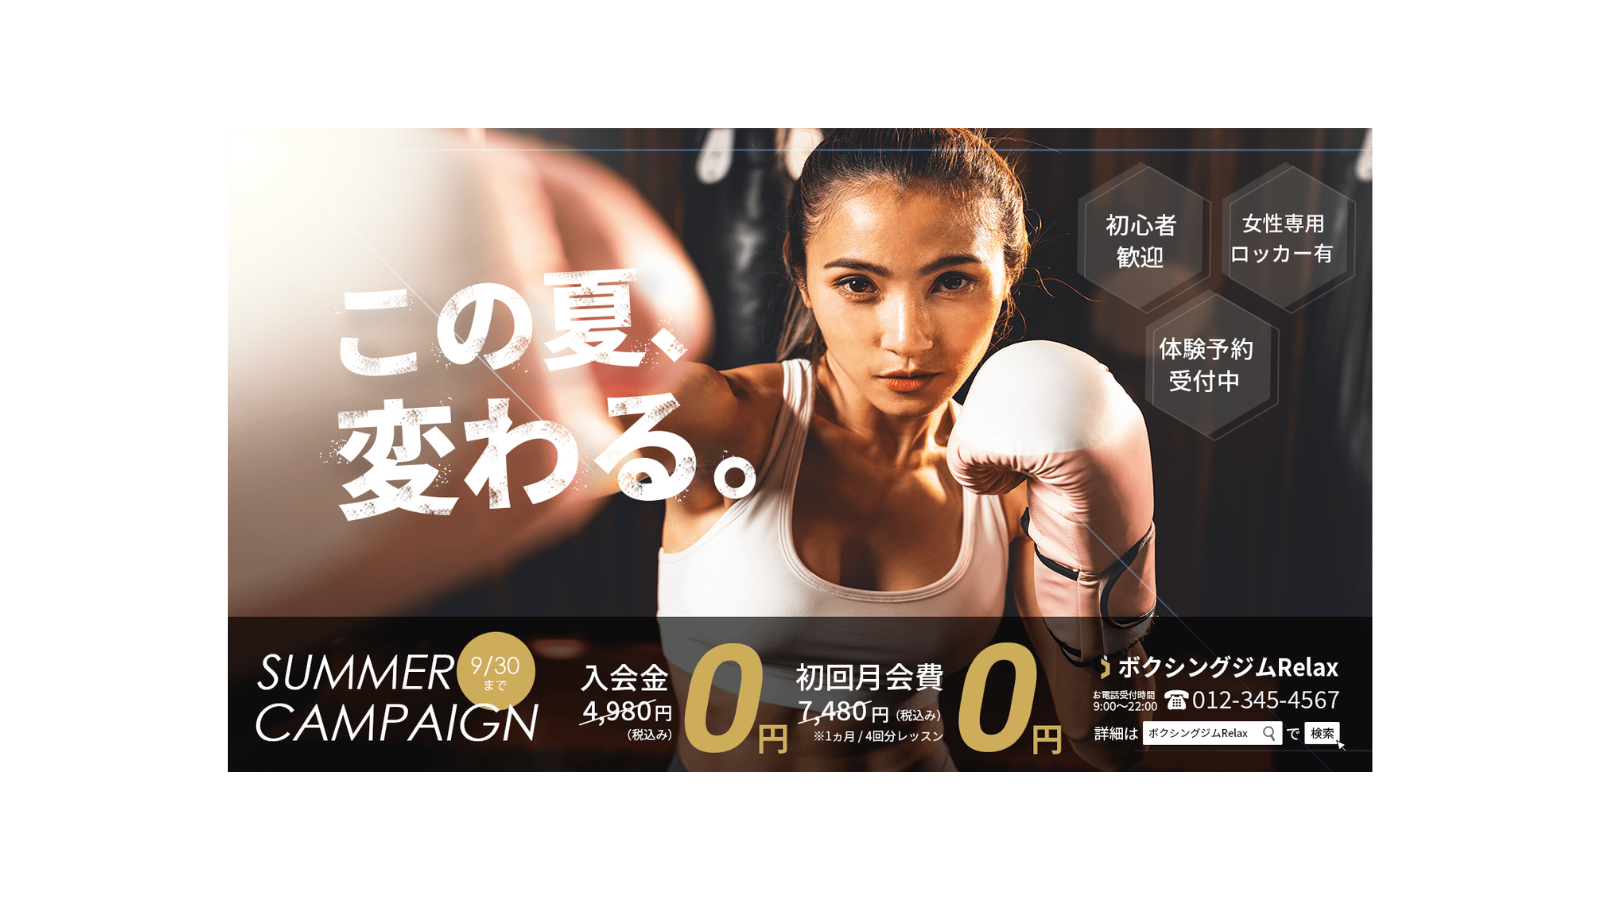 この夏、
変わる。
初心者
歓迎
女性専用
ロッカー有
体験予約
受付中
SUMMER
CAMPAIGN
9/30
まで
入会金
4,980円
(税込み)
0円
初回月会費
7,480円(税込み)
※1ヵ月 / 4回分レッスン
0円
ボクシングジムRelax
お電話受付時間
9:00〜22:00
012-345-4567
詳細は ボクシングジムRelax で 検索